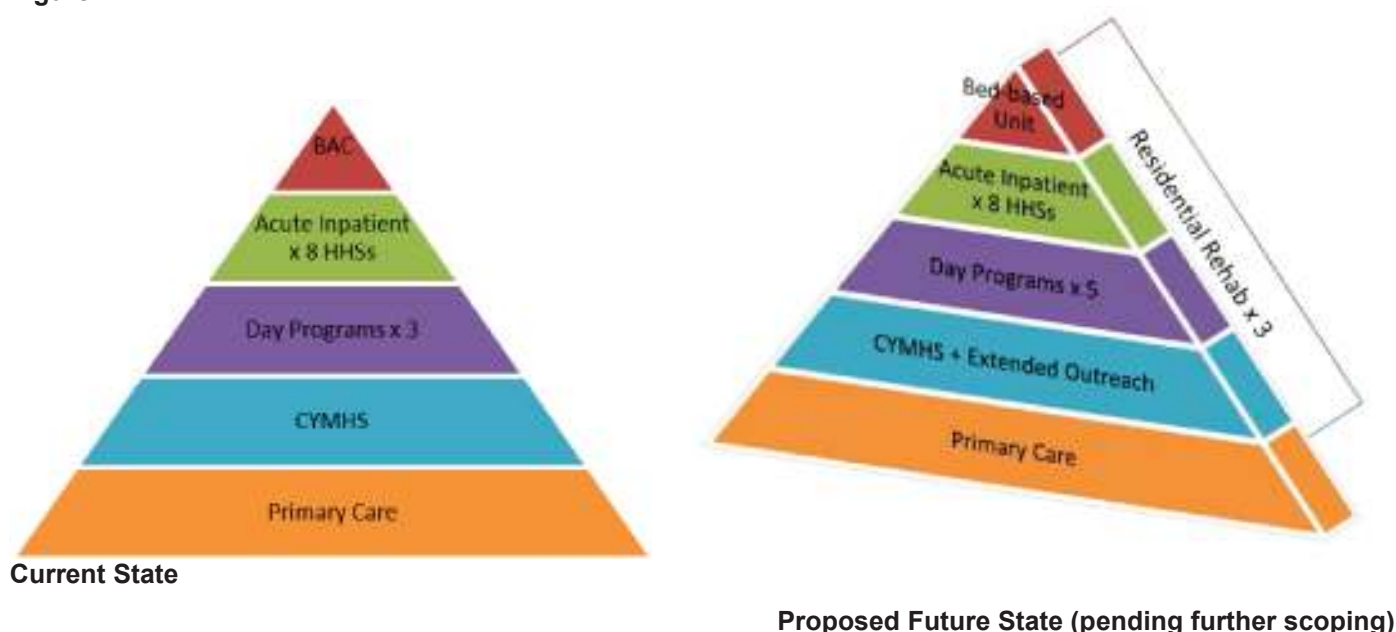 BAC
Acute Inpatient
x 8 HHSs
Day Programs x 3
CYMHS
Primary Care
Current State
Bed-based
Unit
Acute Inpatient
x 8 HHSs
Day Programs x 5
CYMHS + Extended Outreach
Primary Care
Residential Rehab x 3
Proposed Future State (pending further scoping)